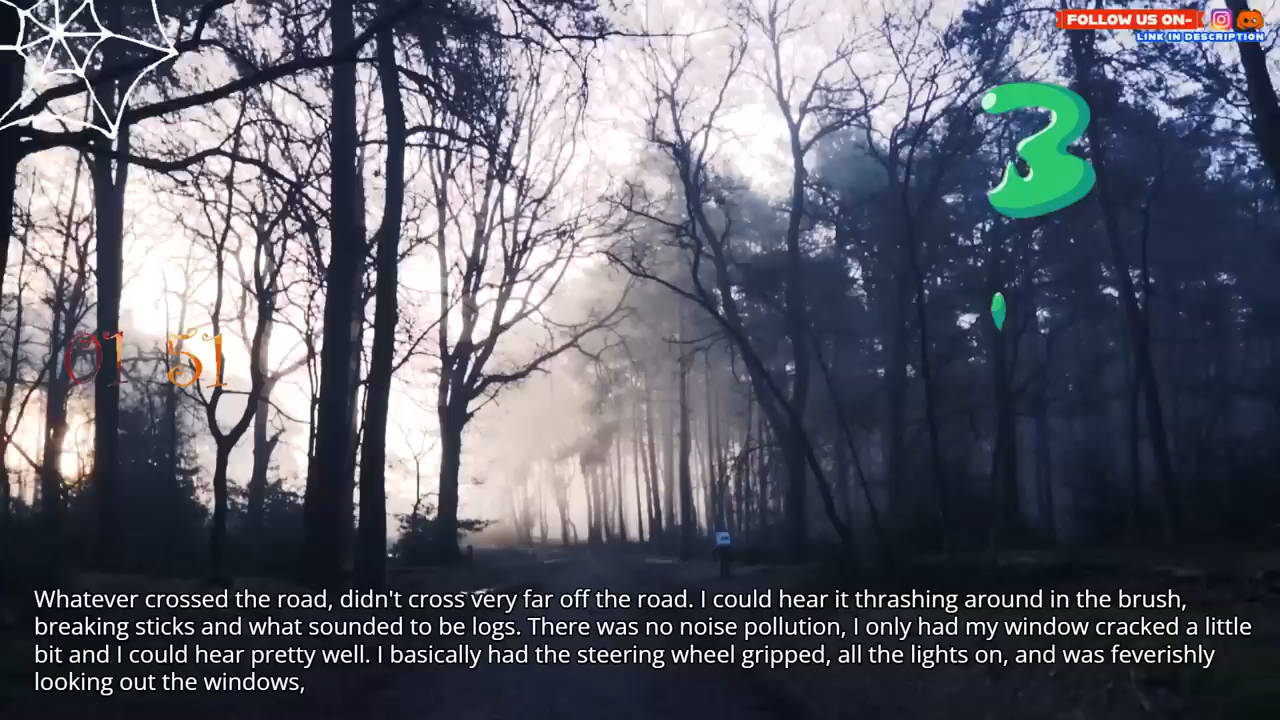 FOLLOW US ON-
LINK IN DESCRIPTION
3
01 51
Whatever crossed the road, didn't cross very far off the road. I could hear it thrashing around in the brush,
breaking sticks and what sounded to be logs. There was no noise pollution, I only had my window cracked a little
bit and I could hear pretty well. I basically had the steering wheel gripped, all the lights on, and was feverishly
looking out the windows,